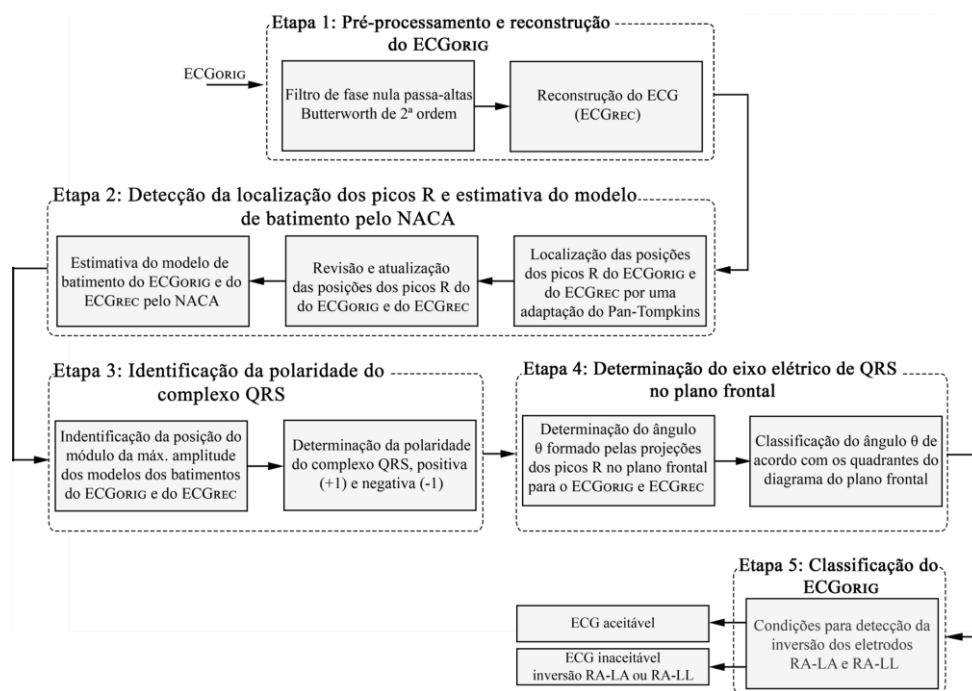 Etapa 1: Pré-processamento e reconstrução
do ECGORIG
ECGORIG
Filtro de fase nula passa-altas
Butterworth de 2ª ordem
Reconstrução do ECG
(ECGREC)
Etapa 2: Detecção da localização dos picos R e estimativa do modelo
de batimento pelo NACA
Estimativa do modelo de
batimento do ECGORIG e do
ECGREC pelo NACA
Revisão e atualização
das posições dos picos R do
do ECGORIG e do ECGREC
Localização das posições
dos picos R do ECGORIG e
do ECGREC por uma
adaptação do Pan-Tompkins
Etapa 3: Identificação da polaridade do
complexo QRS
Indentificação da posição do
módulo da máx. amplitude
dos modelos dos batimentos
do ECGORIG e do ECGREC
Determinação da polaridade
do complexo QRS, positiva
(+1) e negativa (-1)
Etapa 4: Determinação do eixo elétrico de QRS
no plano frontal
Determinação do ângulo
θ formado pelas projeções
dos picos R no plano frontal
para o ECGORIG e ECGREC
Classificação do ângulo θ de
acordo com os quadrantes do
diagrama do plano frontal
Etapa 5: Classificação do
ECGORIG
Condições para detecção da
inversão dos eletrodos
RA-LA e RA-LL
ECG aceitável
ECG inaceitável
inversão RA-LA ou RA-LL